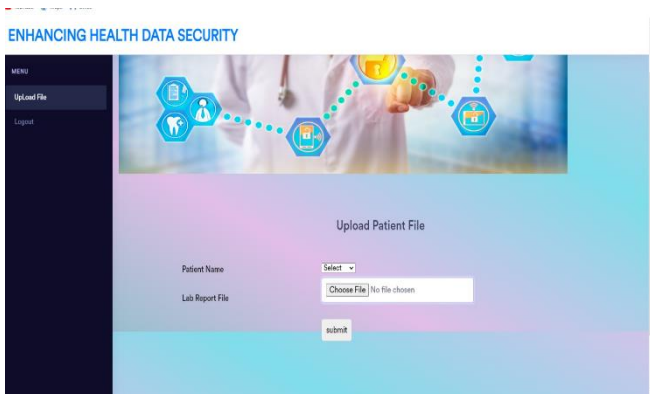 ENHANCING HEALTH DATA SECURITY
MENU
UpLoad File
Logout
Upload Patient File
Patient Name
Select
Lab Report File
Choose File No file chosen
submit